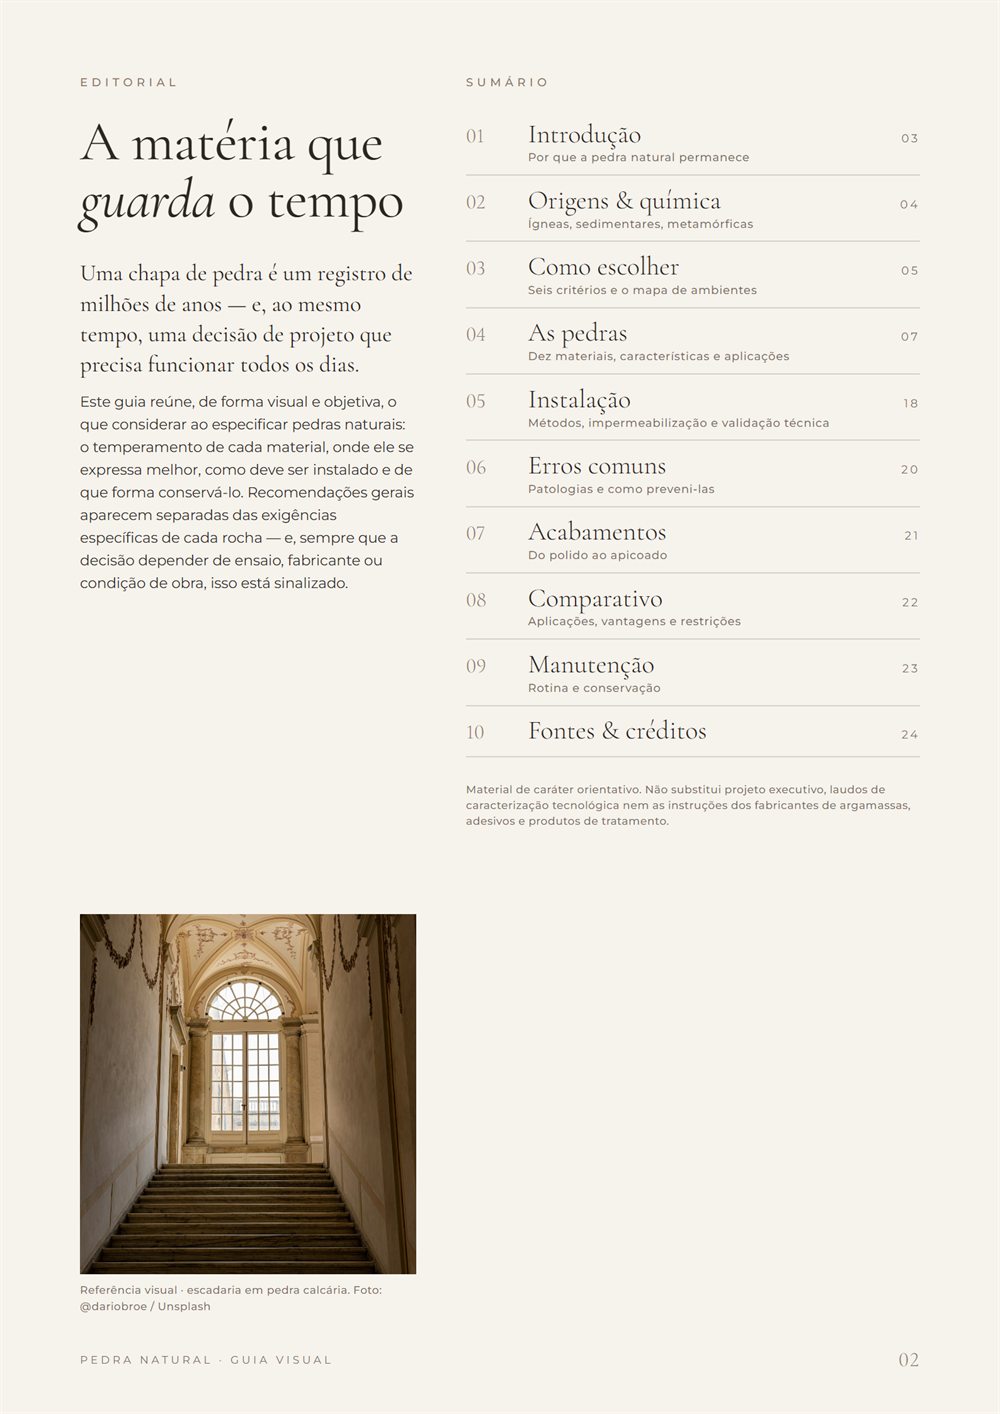 EDITORIAL
A matéria que
guarda o tempo
Uma chapa de pedra é um registro de
milhões de anos — e, ao mesmo
tempo, uma decisão de projeto que
precisa funcionar todos os dias.
Este guia reúne, de forma visual e objetiva, o
que considerar ao especificar pedras naturais:
o temperamento de cada material, onde ele se
expressa melhor, como deve ser instalado e de
que forma conservá-lo. Recomendações gerais
aparecem separadas das exigências
específicas de cada rocha — e, sempre que a
decisão depender de ensaio, fabricante ou
condição de obra, isso está sinalizado.
Referência visual · escadaria em pedra calcária. Foto:
@dariobroe / Unsplash
SUMÁRIO
01 Introdução 03
Por que a pedra natural permanece
02 Origens & química 04
Ígneas, sedimentares, metamórficas
03 Como escolher 05
Seis critérios e o mapa de ambientes
04 As pedras 07
Dez materiais, características e aplicações
05 Instalação 18
Métodos, impermeabilização e validação técnica
06 Erros comuns 20
Patologias e como preveni-las
07 Acabamentos 21
Do polido ao apicoado
08 Comparativo 22
Aplicações, vantagens e restrições
09 Manutenção 23
Rotina e conservação
10 Fontes & créditos 24
Material de caráter orientativo. Não substitui projeto executivo, laudos de
caracterização tecnológica nem as instruções dos fabricantes de argamassas,
adesivos e produtos de tratamento.
PEDRA NATURAL · GUIA VISUAL 02